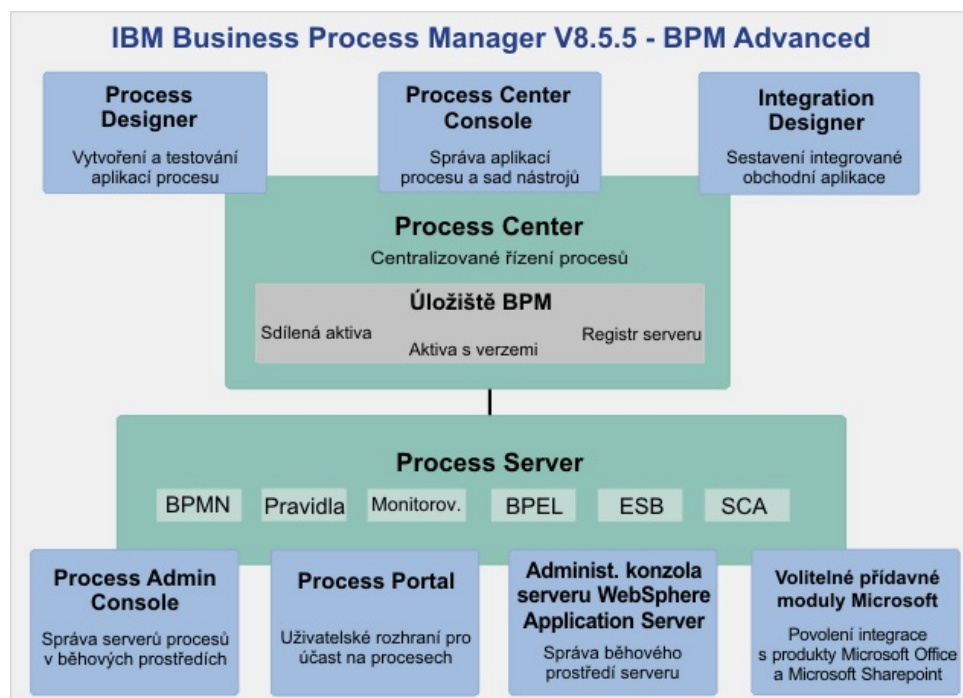 IBM Business Process Manager V8.5.5 - BPM Advanced
Process
Designer
Vytvoření a testování
aplikací procesu
Process Center
Console
Správa aplikací
procesu a sad nástrojů
Integration
Designer
Sestavení integrované
obchodní aplikace
Process Center
Centralizované řízení procesů
Úložiště BPM
Sdílená aktiva
Aktiva s verzemi
Registr serveru
Process Server
BPMN
Pravidla
Monitorov.
BPEL
ESB
SCA
Process Admin
Console
Správa serverů procesů
v běhových prostředích
Process Portal
Uživatelské rozhraní pro
účast na procesech
Administ. konzola
serveru WebSphere
Application Server
Správa běhového
prostředí serveru
Volitelné přídavné
moduly Microsoft
Povolení integrace
s produkty Microsoft Office
a Microsoft Sharepoint